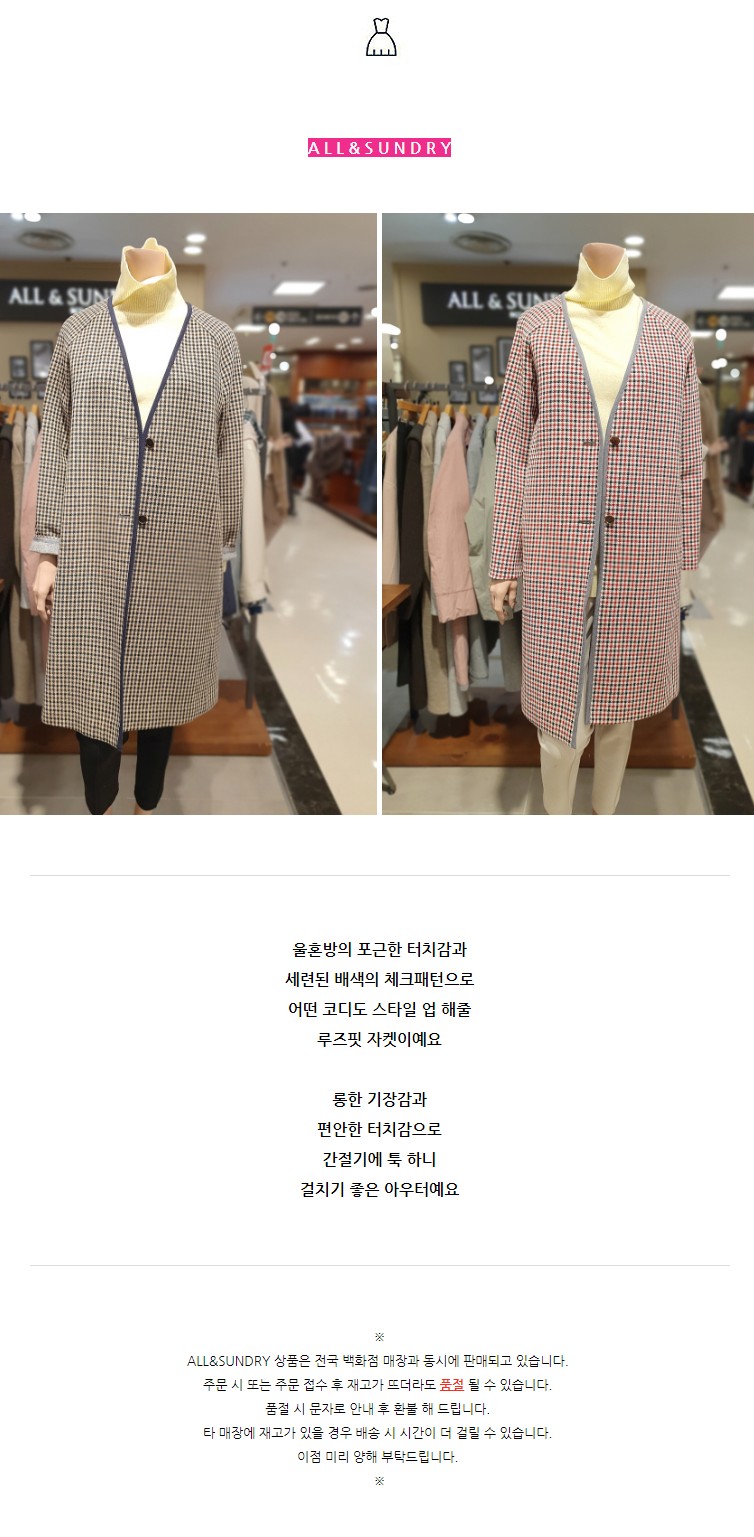 ALL&SUNDRY
ALL & SUN
ALL & SUN
울혼방의 포근한 터치감과
세련된 배색의 체크패턴으로
어떤 코디도 스타일 업 해줄
루즈핏 자켓이예요
롱한 기장감과
편안한 터치감으로
간절기에 툭 하니
걸치기 좋은 아우터예요
※
ALL&SUNDRY 상품은 전국 백화점 매장과 동시에 판매되고 있습니다.
주문 시 또는 주문 접수 후 재고가 뜨더라도 품절 될 수 있습니다.
품절 시 문자로 안내 후 환불 해 드립니다.
타 매장에 재고가 있을 경우 배송 시 시간이 더 걸릴 수 있습니다.
이점 미리 양해 부탁드립니다.
※